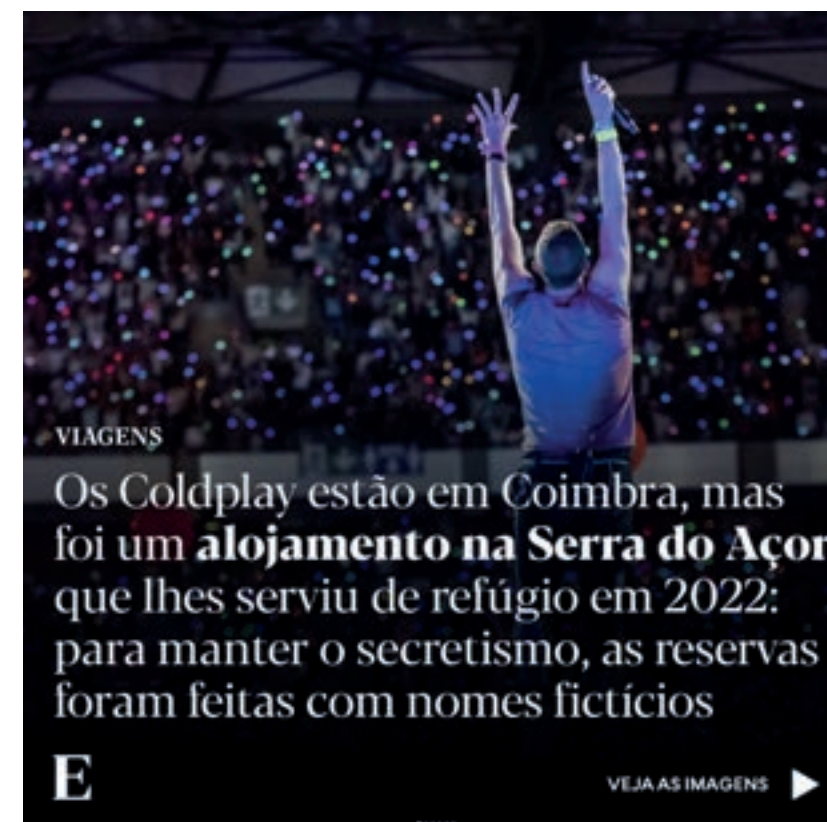 VIAGENS
Os Coldplay estão em Coimbra, mas
foi um alojamento na Serra do Açor
que lhes serviu de refúgio em 2022:
para manter o secretismo, as reservas
foram feitas com nomes fictícios
E
VEJA AS IMAGENS